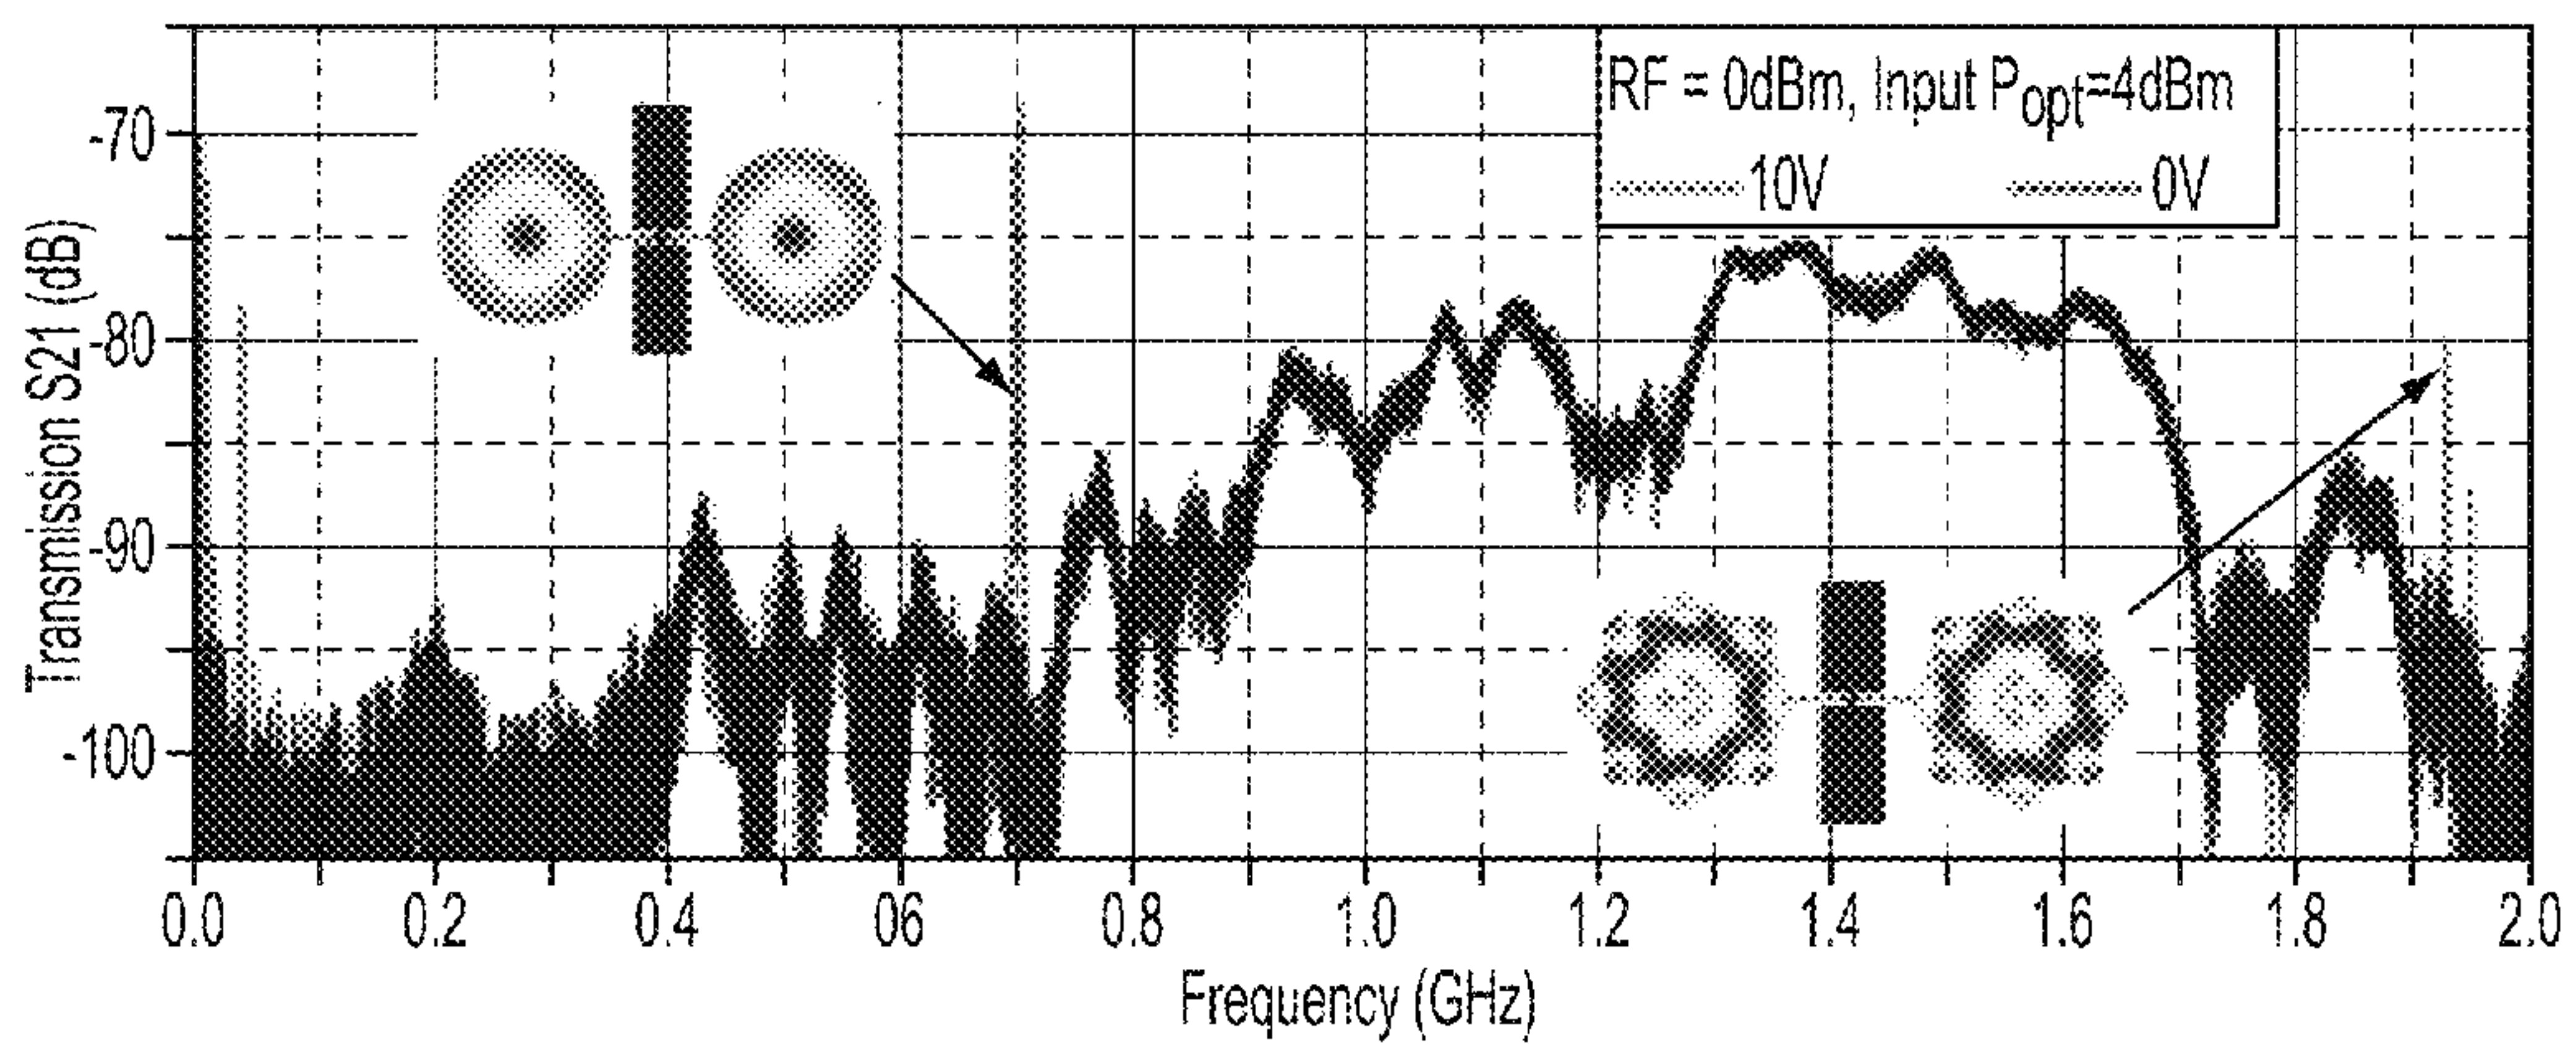 RF = 0dBm, Input Popt=4dBm
10V 0V
Transmission S21 (dB)
-70
-80
-90
-100
0.0 0.2 0.4 06 0.8 1.0 1.2 1.4 1.6 1.8 2.0
Frequency (GHz)